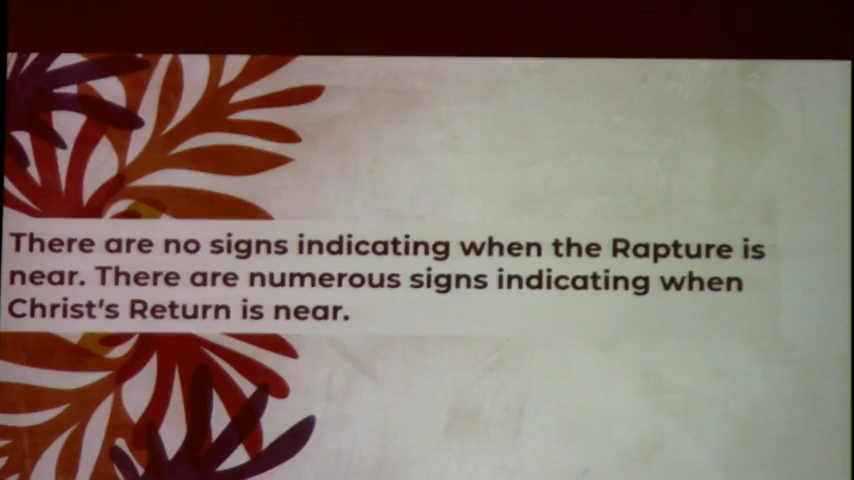 There are no signs indicating when the Rapture is
near. There are numerous signs indicating when
Christ's Return is near.